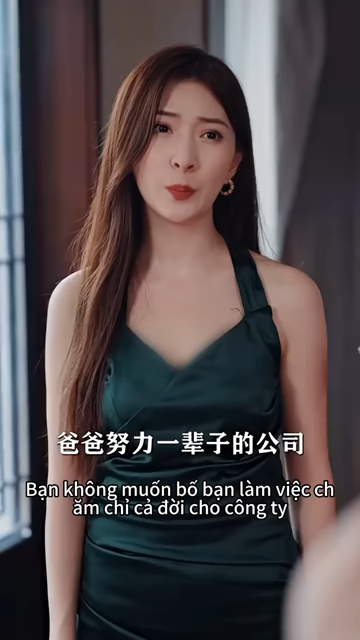 爸爸努力一辈子的公司
Bạn không muốn bố bạn làm việc ch
ăm chỉ cả đời cho công ty